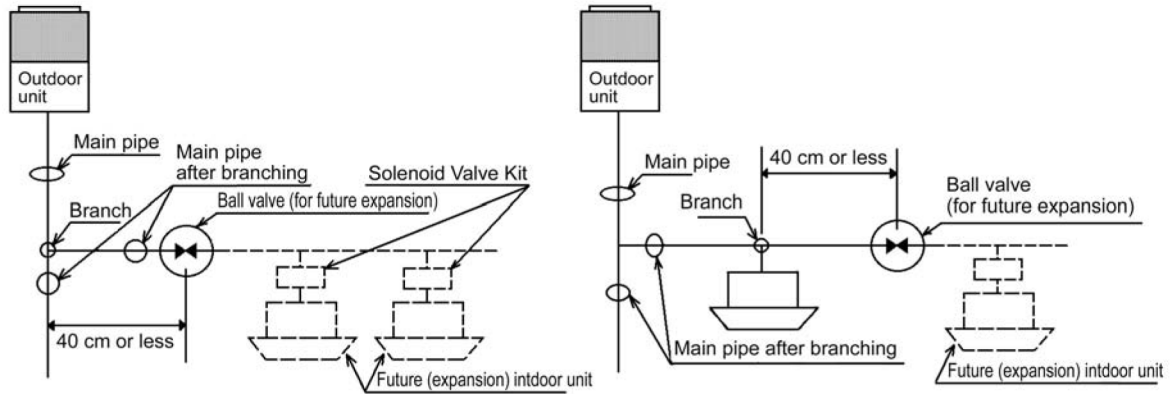 Outdoor
unit
Main pipe
Main pipe
after branching
Solenoid Valve Kit
Ball valve (for future expansion)
Branch
40 cm or less
Future (expansion) intdoor unit
Outdoor
unit
40 cm or less
Main pipe
Ball valve
(for future expansion)
Branch
Main pipe after branching
Future (expansion) intdoor unit